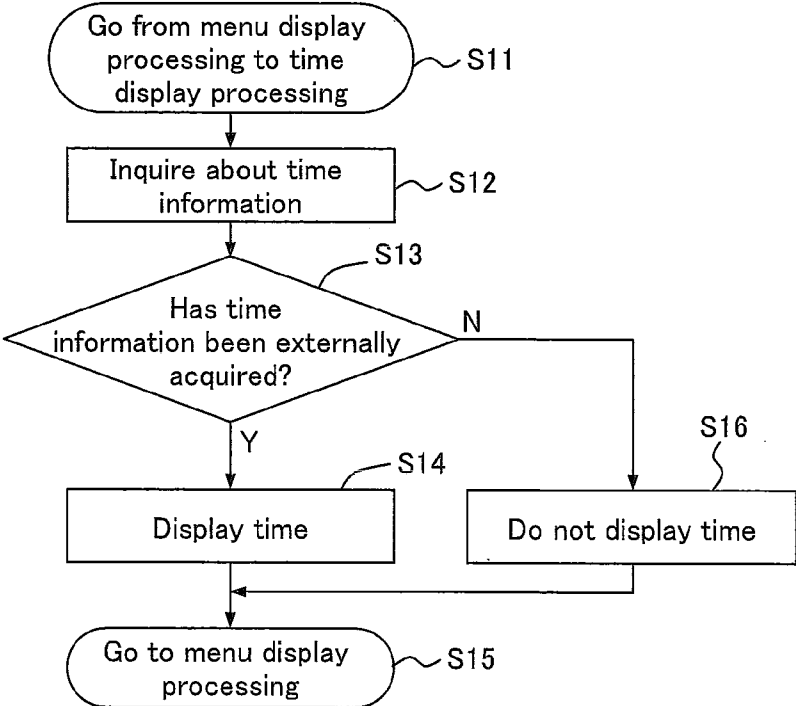 Go from menu display
processing to time
display processing
S11
Inquire about time
information
S12
S13
Has time
information been externally
acquired?
N
Y
S14
S16
Display time
Do not display time
Go to menu display
processing
S15